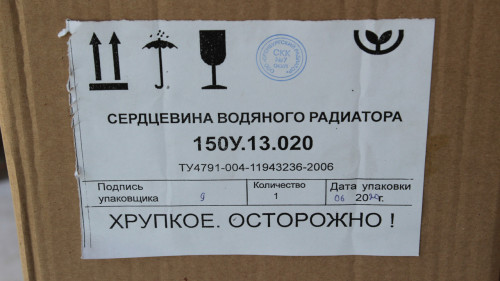 СЕРДЦЕВИНА ВОДЯНОГО РАДИАТОРА
150У.13.020
ТУ4791-004-11943236-2006
Подпись упаковщика 9
Количество 1
Дата упаковки 06 20 г.
ХРУПКОЕ. ОСТОРОЖНО !